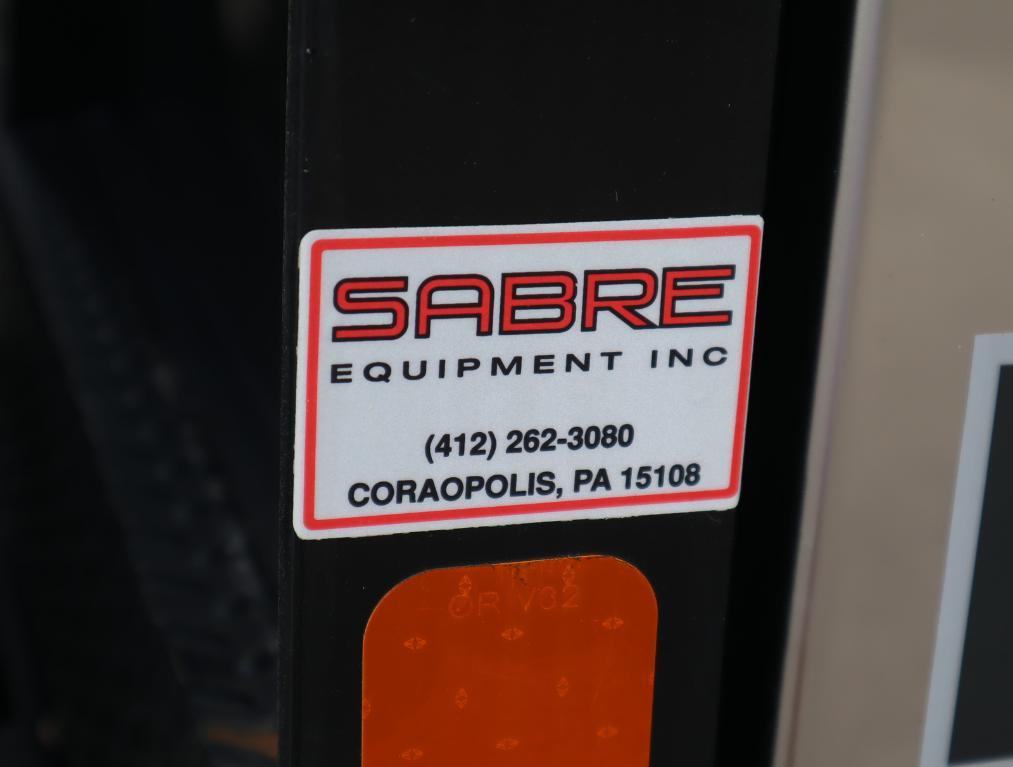 SABRE
EQUIPMENT INC
(412) 262-3080
CORAOPOLIS, PA 15108